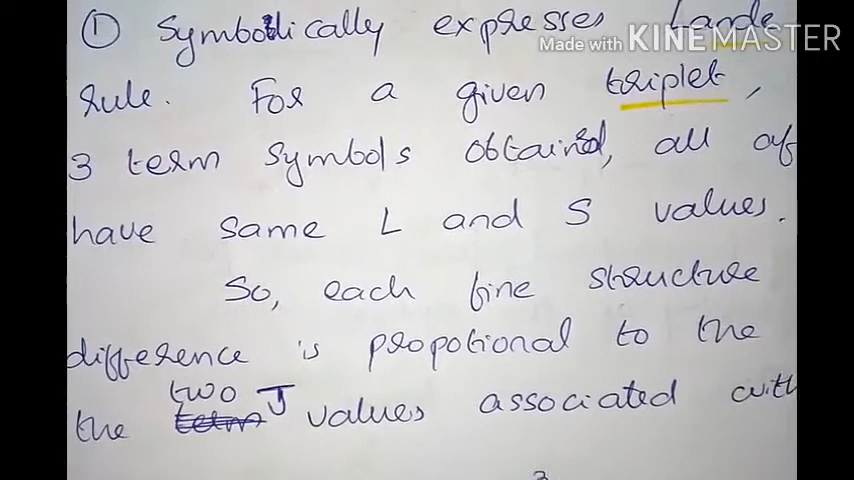 ① Symbolically expresses Lande
Made with KINEMASTER
rule. For a given triplet,
3 term symbols obtained, all of
have same L and S values.
So, each fine structure
difference is propotional to the
two J
the term values associated with